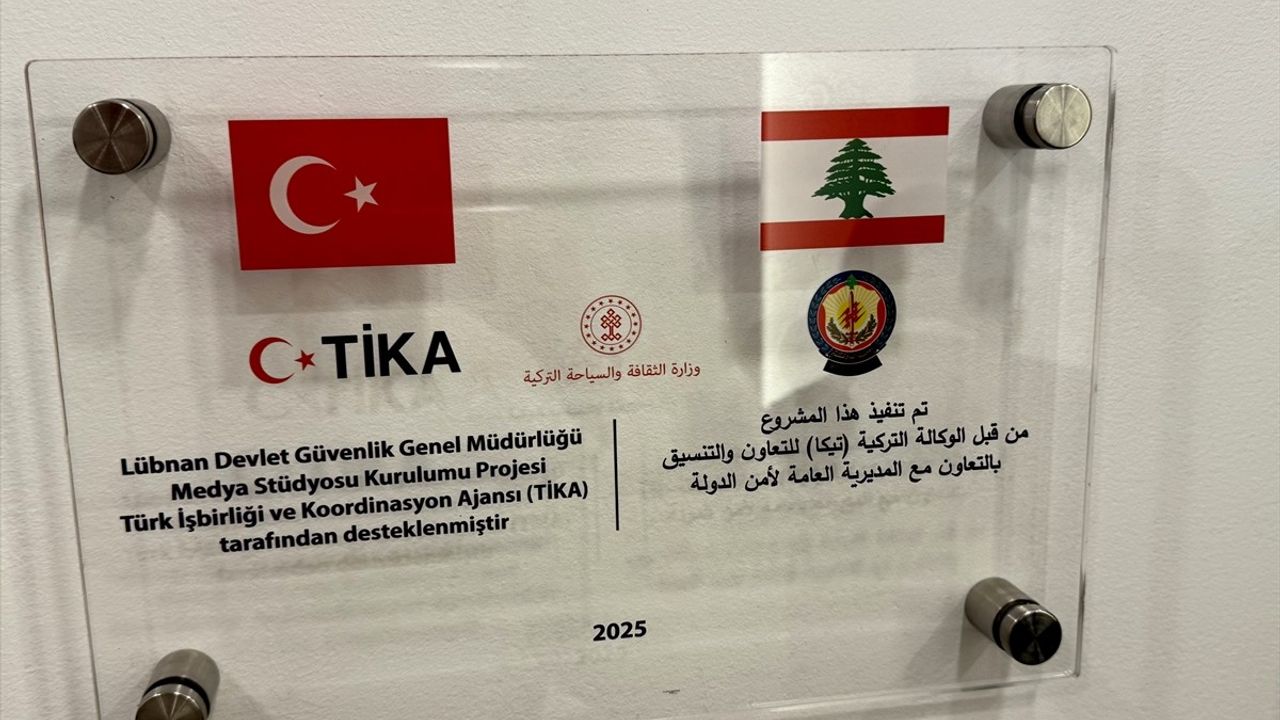 TİKA
وزارة الثقافة والسياحة التركية
Lübnan Devlet Güvenlik Genel Müdürlüğü
Medya Stüdyosu Kurulumu Projesi
Türk İşbirliği ve Koordinasyon Ajansı (TİKA)
tarafından desteklenmiştir
تم تنفيذ هذا المشروع
من قبل الوكالة التركية (تيكا) للتعاون والتنسيق
بالتعاون مع المديرية العامة لأمن الدولة
2025